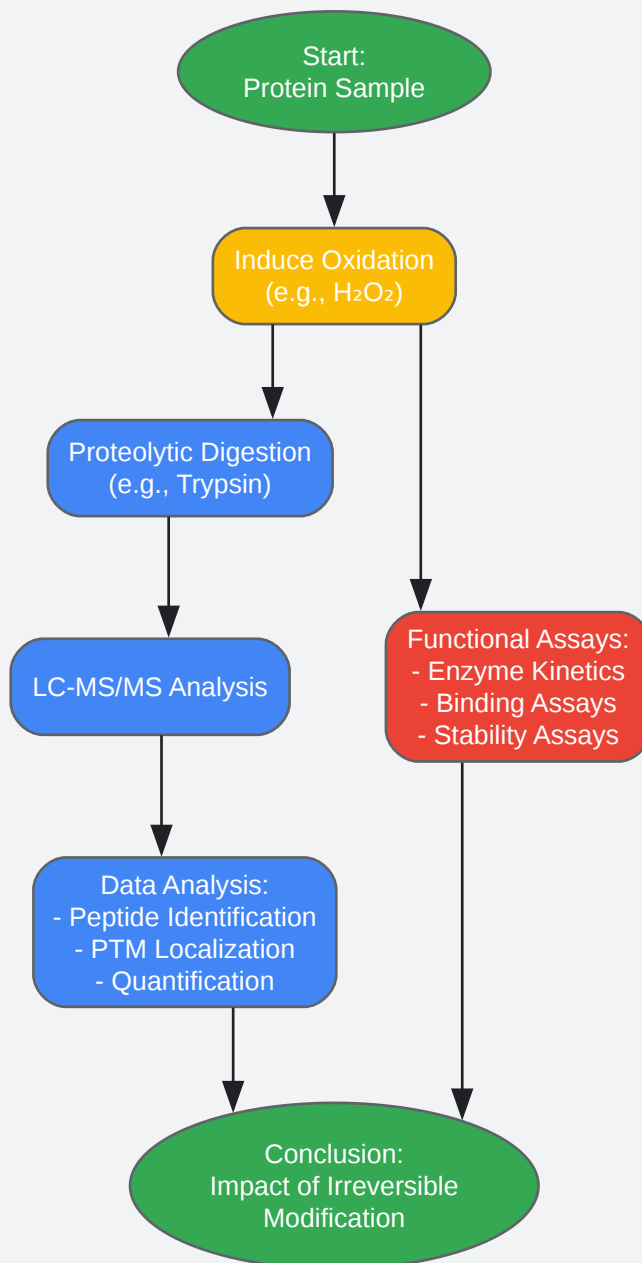 Start:
Protein Sample
Induce Oxidation
(e.g., H₂O₂)
Proteolytic Digestion
(e.g., Trypsin)
LC-MS/MS Analysis
Functional Assays:
- Enzyme Kinetics
- Binding Assays
- Stability Assays
Data Analysis:
- Peptide Identification
- PTM Localization
- Quantification
Conclusion:
Impact of Irreversible
Modification